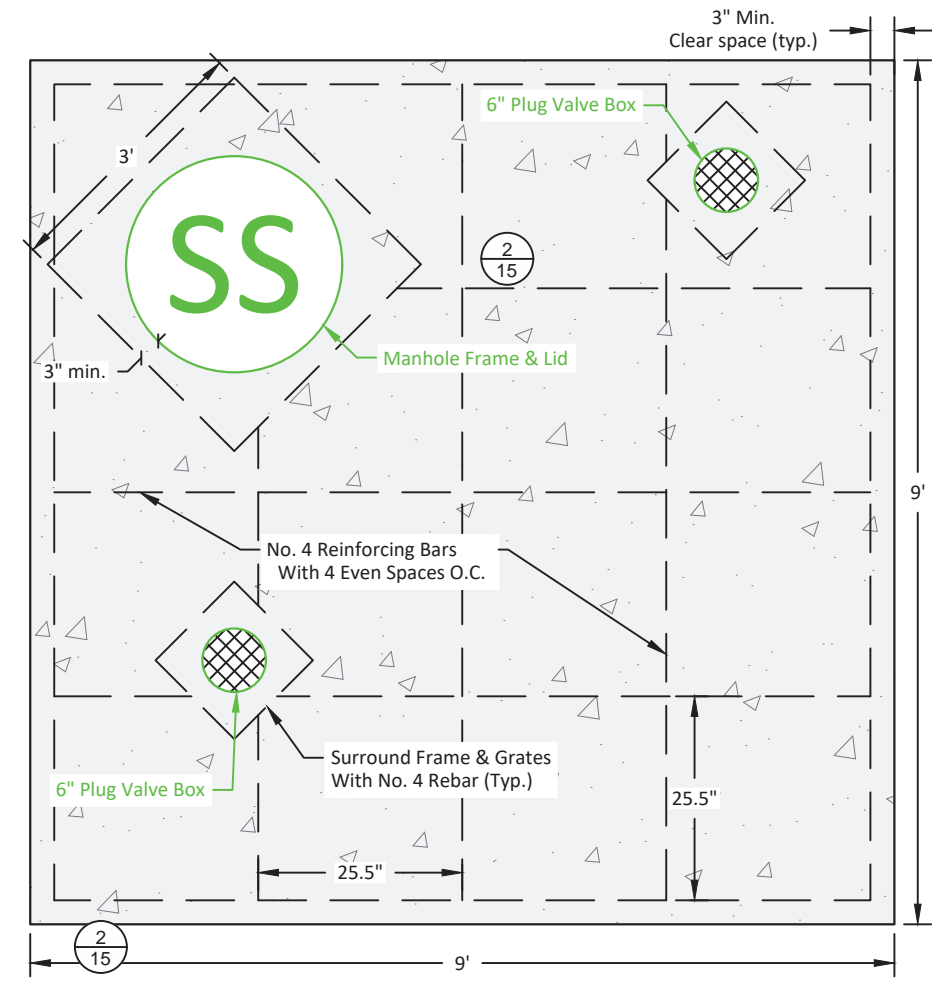 3" Min.
Clear space (typ.)
6" Plug Valve Box
3'
SS
2
15
Manhole Frame & Lid
3" min.
9'
No. 4 Reinforcing Bars
With 4 Even Spaces O.C.
Surround Frame & Grates
With No. 4 Rebar (Typ.)
6" Plug Valve Box
25.5"
25.5"
2
15
9'